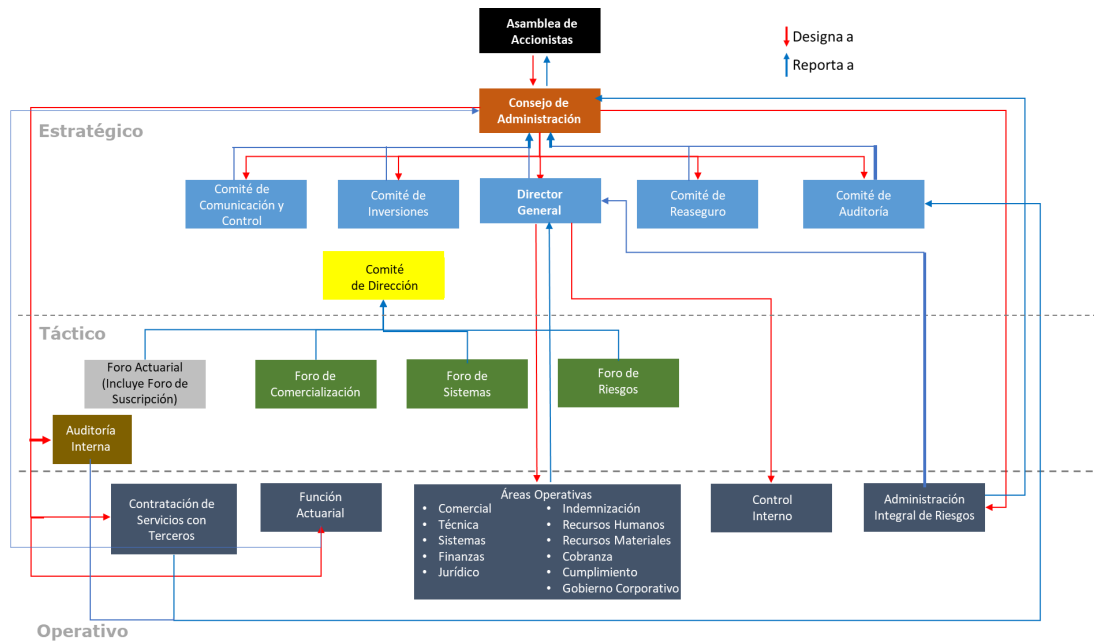 Asamblea de
Accionistas
Designa a
Reporta a
Consejo de
Administración
Estratégico
Comité de
Comunicación y
Control
Comité de
Inversiones
Director
General
Comité de
Reaseguro
Comité de
Auditoría
Comité
de Dirección
Táctico
Foro Actuarial
(Incluye Foro de
Suscripción)
Foro de
Comercialización
Foro de
Sistemas
Foro de
Riesgos
Auditoría
Interna
Contratación de
Servicios con
Terceros
Función
Actuarial
Áreas Operativas
• Comercial
• Técnica
• Sistemas
• Finanzas
• Jurídico
• Indemnización
• Recursos Humanos
• Recursos Materiales
• Cobranza
• Cumplimiento
• Gobierno Corporativo
Control
Interno
Administración
Integral de Riesgos
Operativo